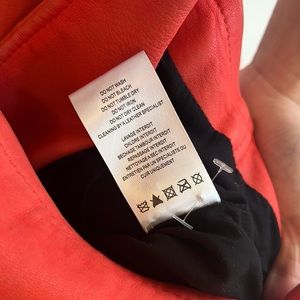 DO NOT WASH
DO NOT BLEACH
DO NOT TUMBLE DRY
DO NOT IRON
DO NOT DRY CLEAN
CLEANING BY A LEATHER SPECIALIST
LAVAGE INTERDIT
CHLORE INTERDIT
SECHAGE TAMBOUR INTERDIT
REPASSAGE INTERDIT
NETTOYAGE A SEC INTERDIT
ENTRETIEN PAR UN SPECIALISTE DU
CUIR UNIQUEMENT